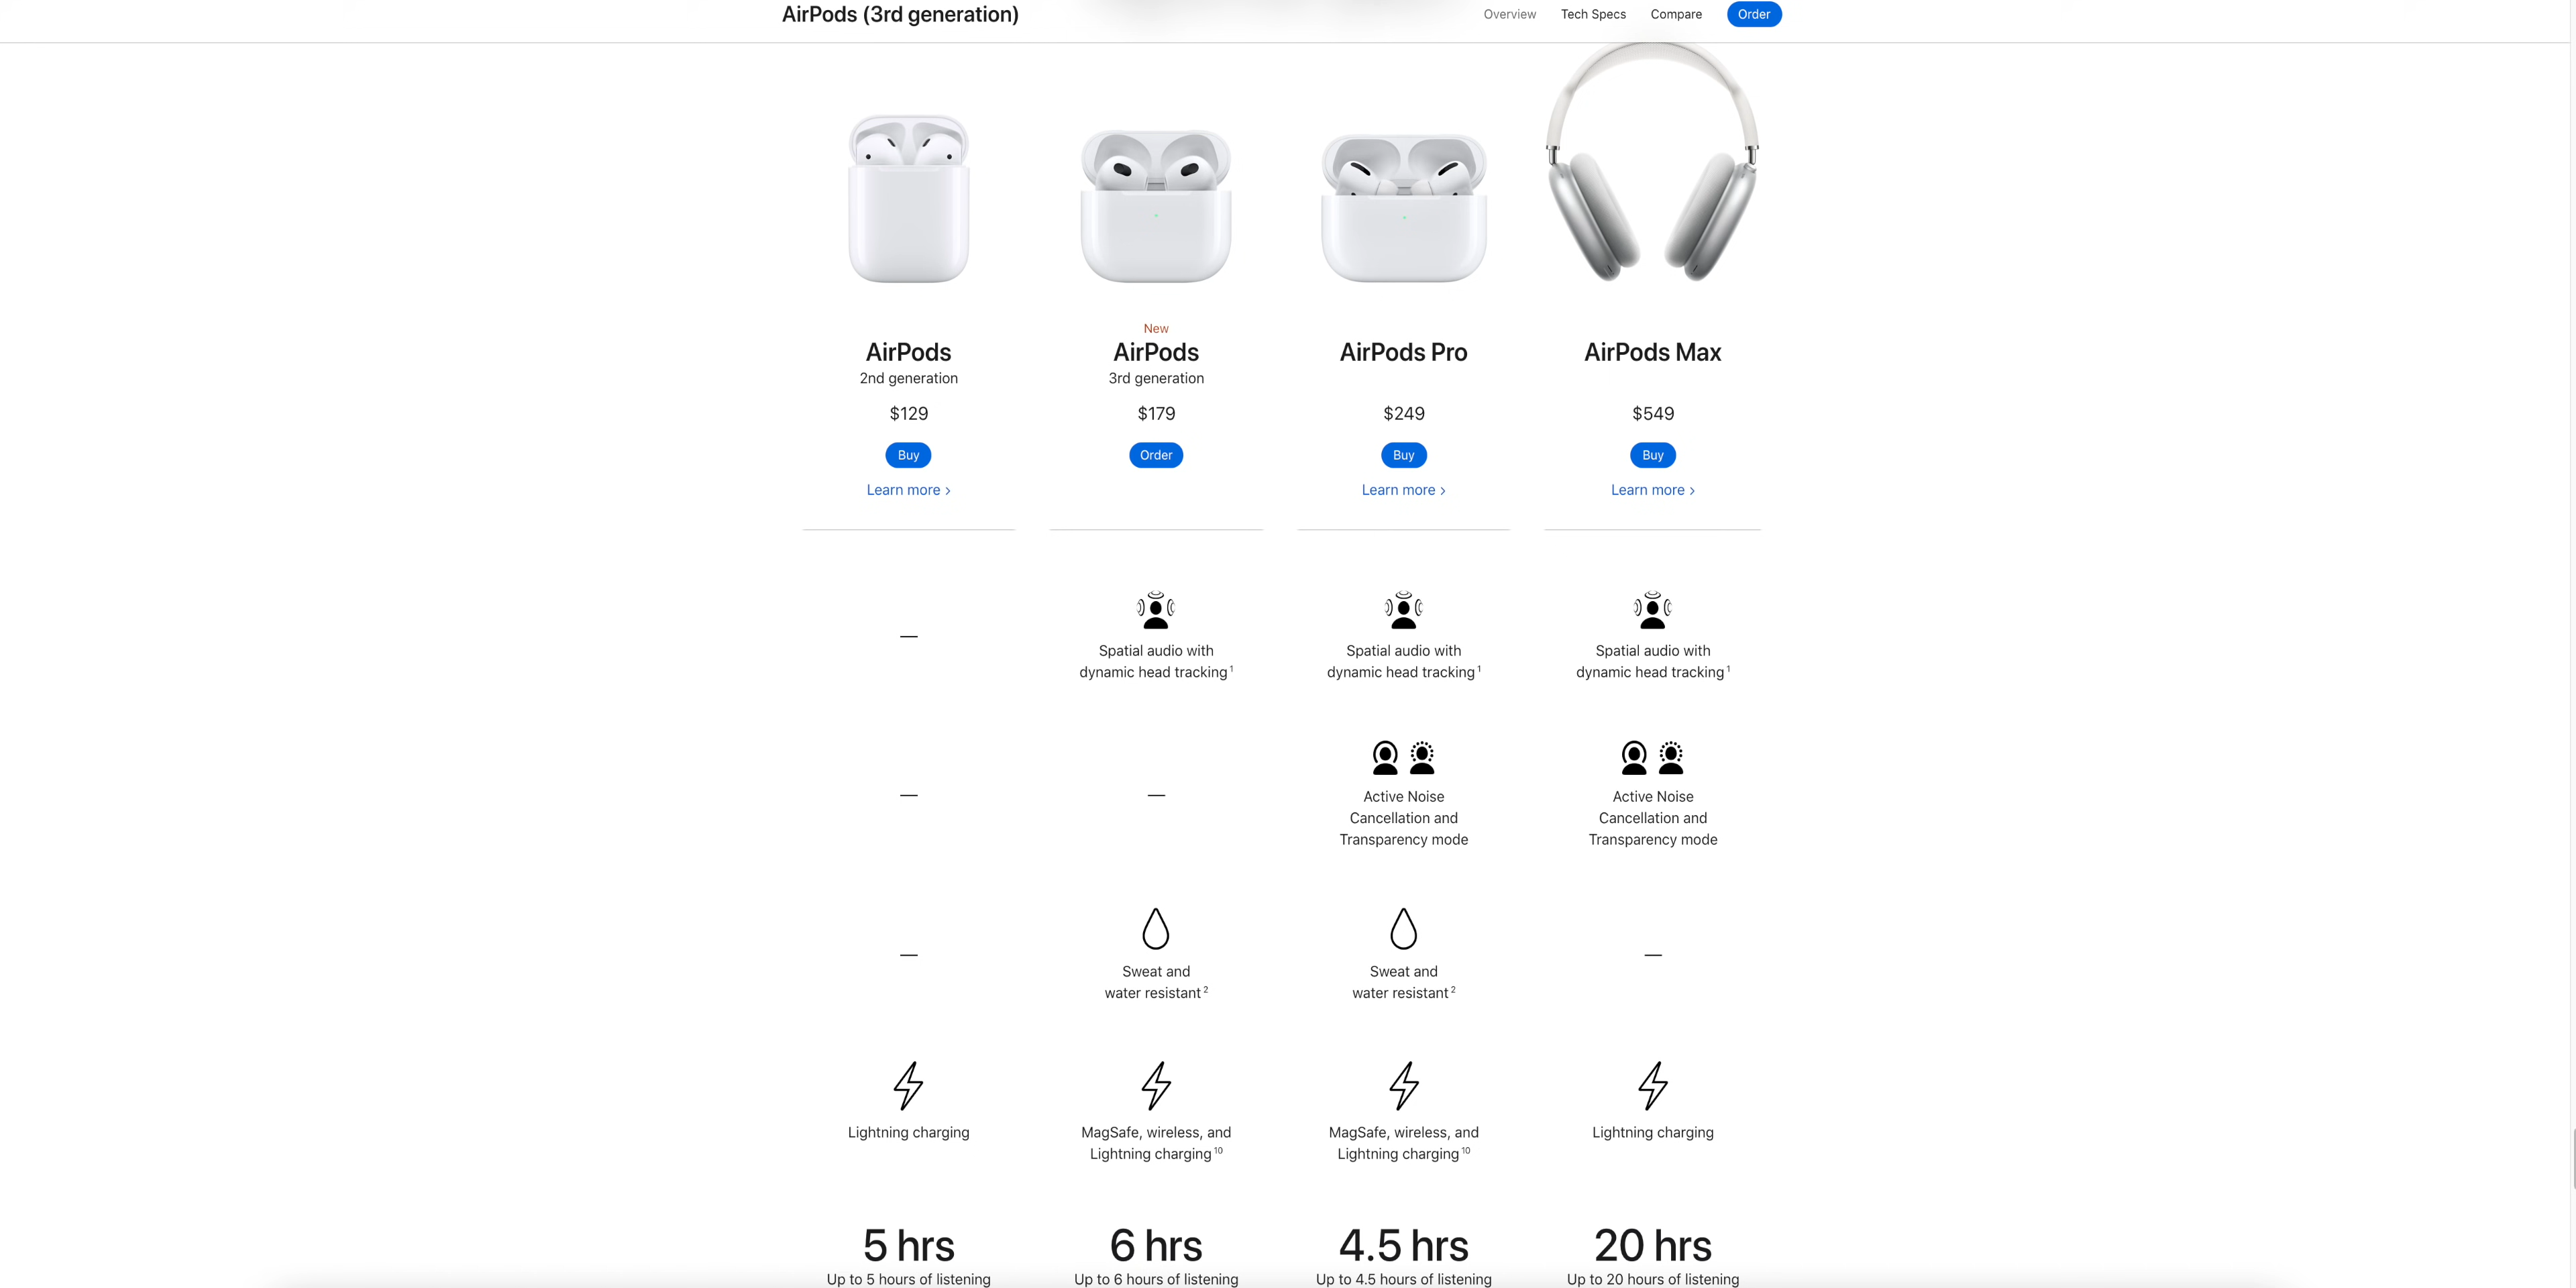 AirPods (3rd generation)
Overview Tech Specs Compare Order
AirPods
2nd generation
$129
Buy
Learn more >
New
AirPods
3rd generation
$179
Order
AirPods Pro
$249
Buy
Learn more >
AirPods Max
$549
Buy
Learn more >
—
Spatial audio with
dynamic head tracking1
Spatial audio with
dynamic head tracking1
Spatial audio with
dynamic head tracking1
—
—
Active Noise
Cancellation and
Transparency mode
Active Noise
Cancellation and
Transparency mode
—
Sweat and
water resistant2
Sweat and
water resistant2
—
Lightning charging
MagSafe, wireless, and
Lightning charging10
MagSafe, wireless, and
Lightning charging10
Lightning charging
5 hrs
Up to 5 hours of listening
6 hrs
Up to 6 hours of listening
4.5 hrs
Up to 4.5 hours of listening
20 hrs
Up to 20 hours of listening